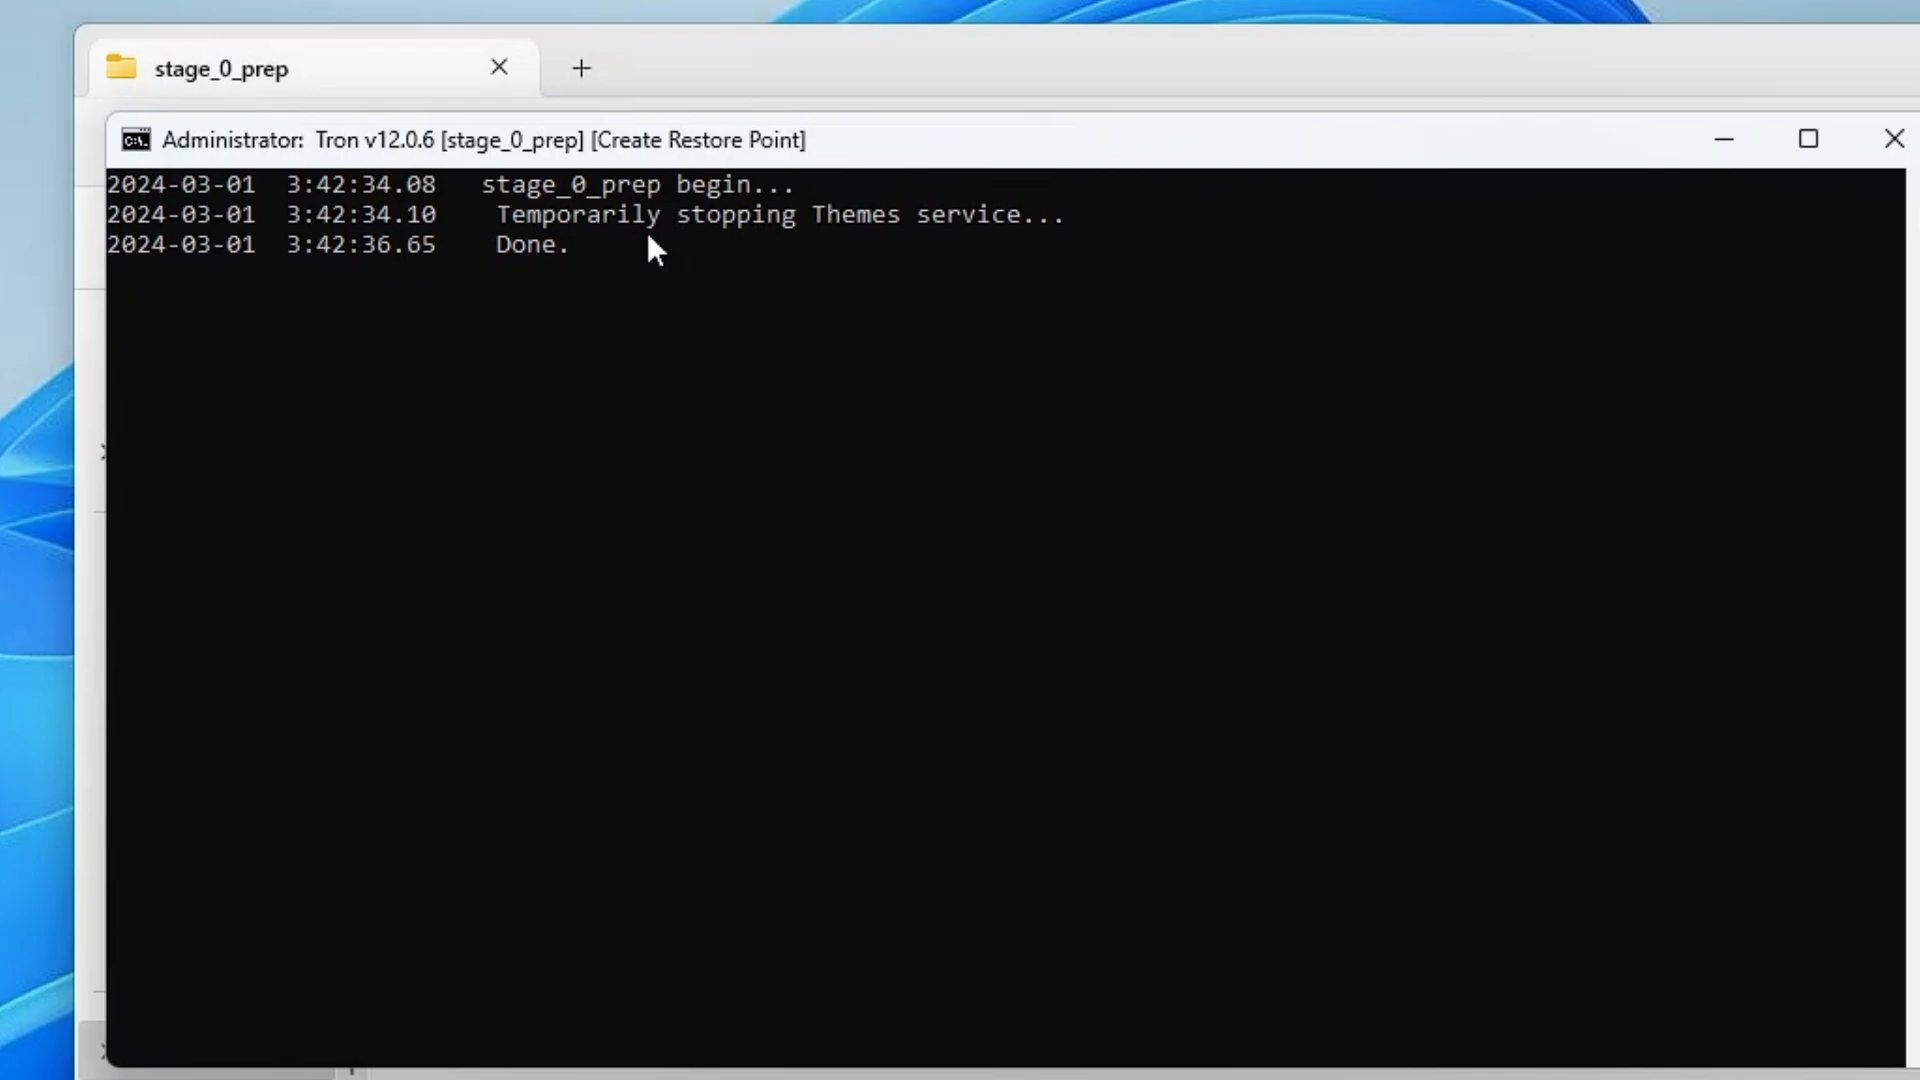 stage_0_prep
Administrator:  Tron v12.0.6 [stage_0_prep] [Create Restore Point]
2024-03-01  3:42:34.08   stage_0_prep begin...
2024-03-01  3:42:34.10    Temporarily stopping Themes service...
2024-03-01  3:42:36.65    Done.